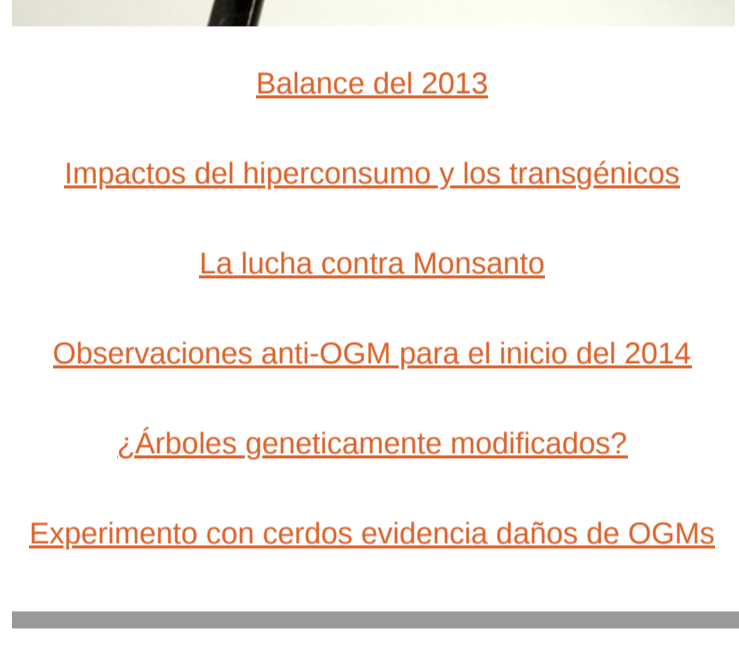 Balance del 2013
Impactos del hiperconsumo y los transgénicos
La lucha contra Monsanto
Observaciones anti-OGM para el inicio del 2014
¿Árboles geneticamente modificados?
Experimento con cerdos evidencia daños de OGMs